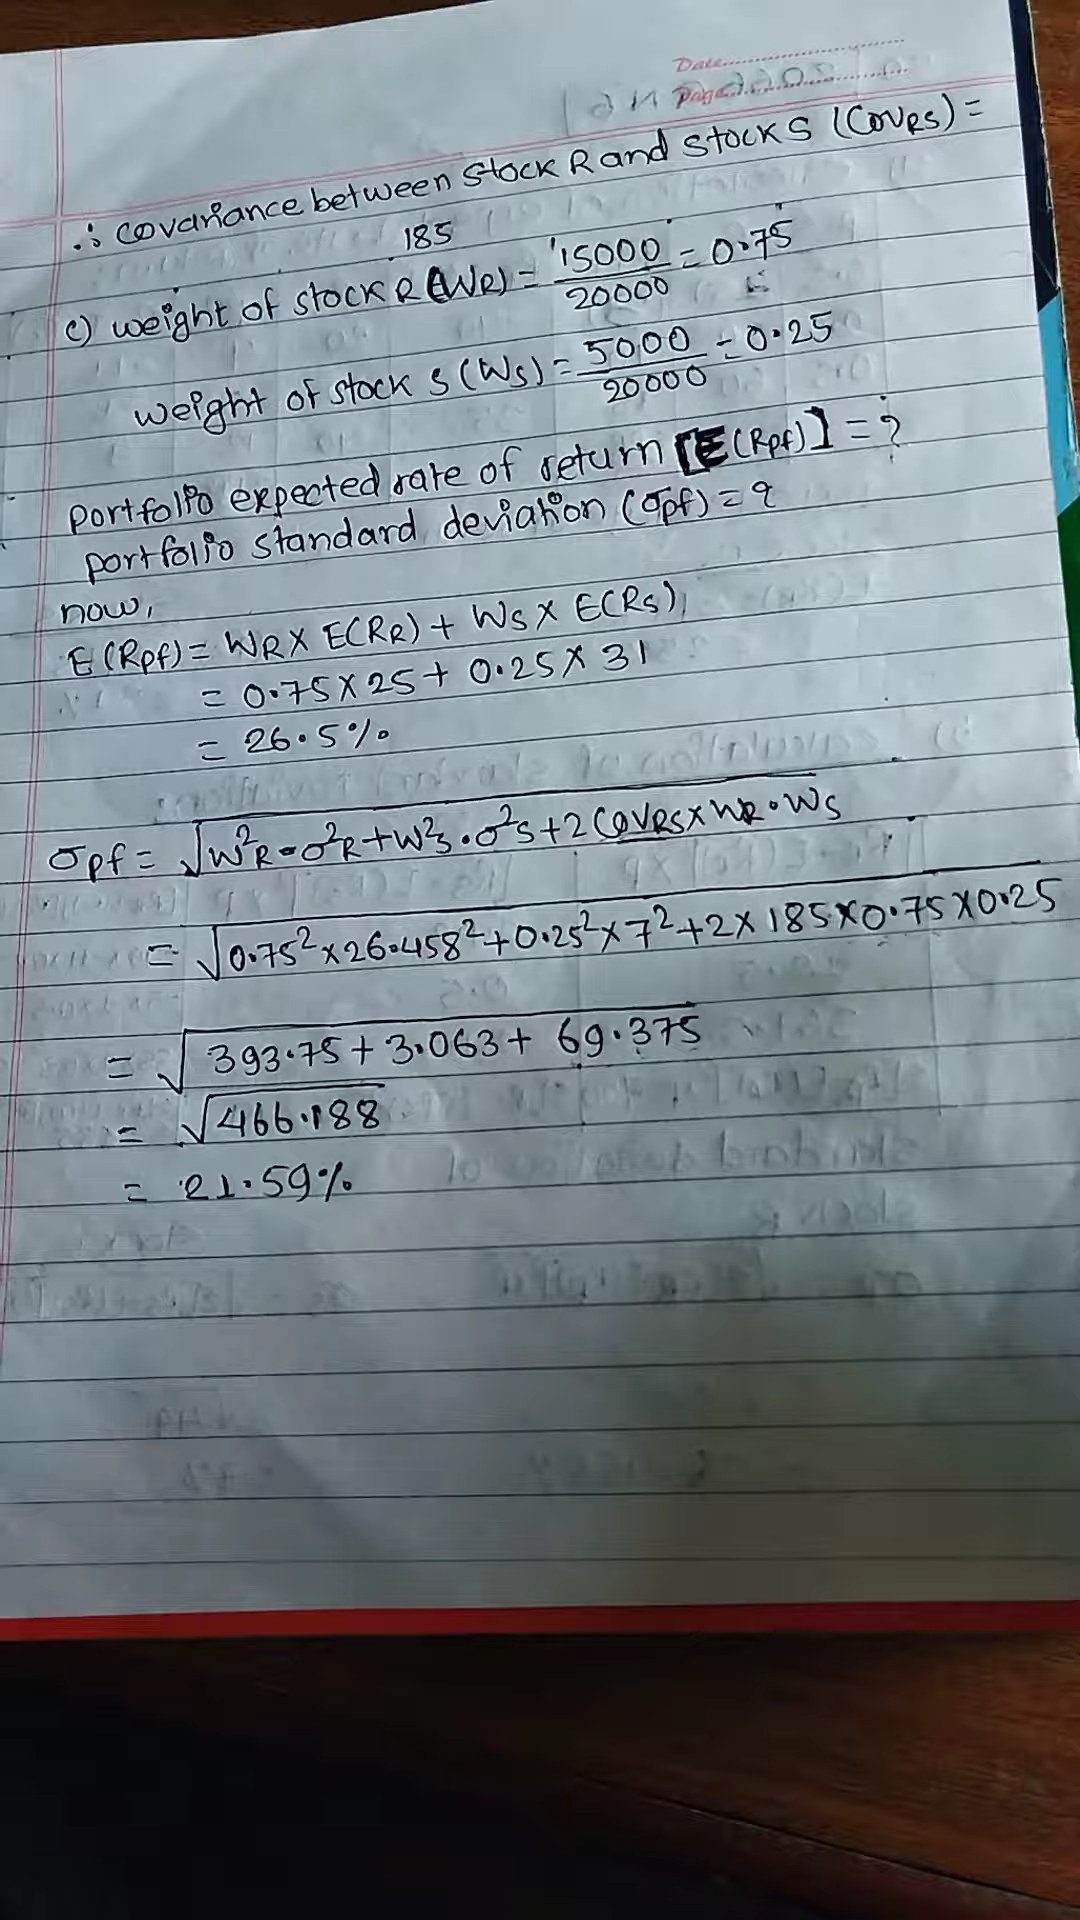 Date..............
Page..............
∴ covariance between stock R and stock S (COVRS) =
185
c) weight of stock R (WR) = 15000/20000 = 0.75
weight of stock S (WS) = 5000/20000 = 0.25
portfolio expected rate of return [E(Rpf)] = ?
portfolio standard deviation (σpf) = ?
now,
E(Rpf) = WR X E(RR) + WS X E(RS)
= 0.75 X 25 + 0.25 X 31
= 26.5%
σpf = √W²R . σ²R + W²S . σ²S + 2 COVRS x WR . WS
= √0.75² x 26.458² + 0.25² x 7² + 2 x 185 x 0.75 x 0.25
= √393.75 + 3.063 + 69.375
= √466.188
= 21.59%